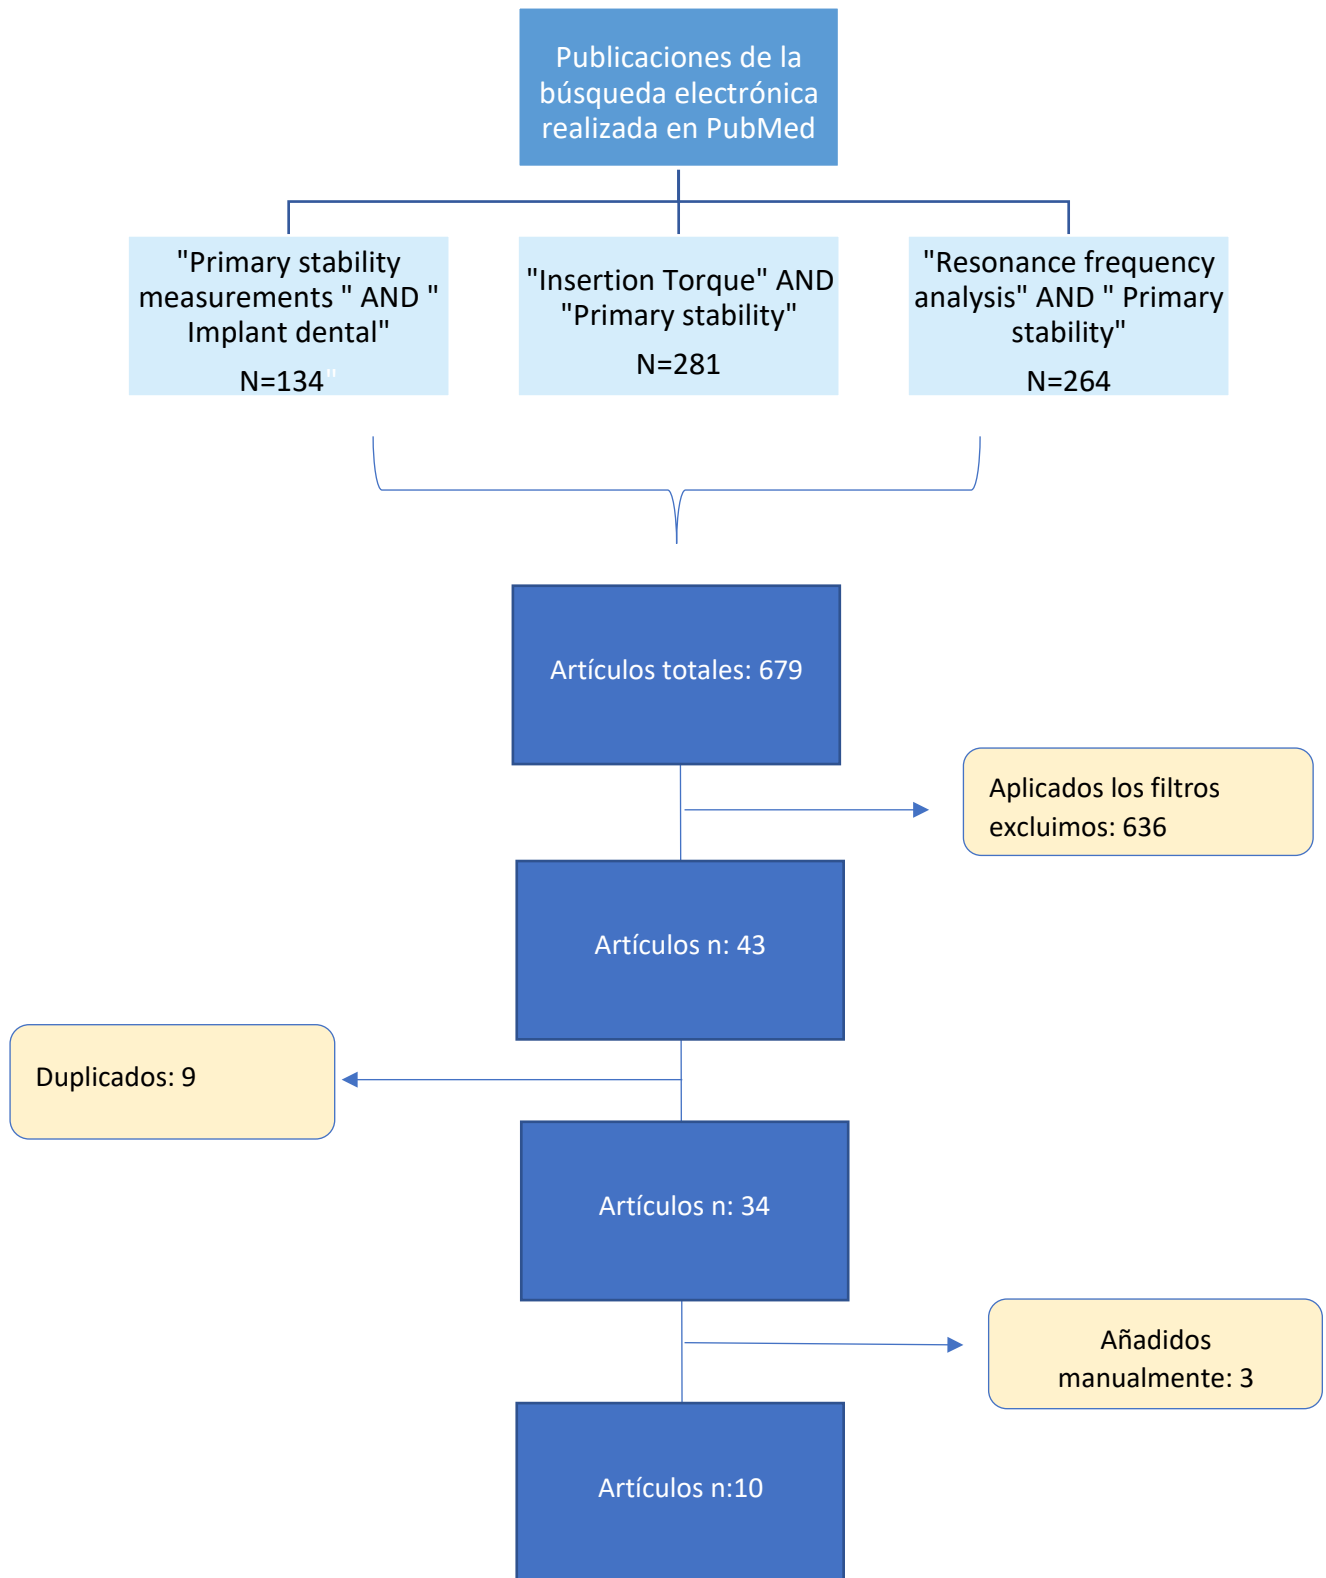 Publicaciones de la
búsqueda electrónica
realizada en PubMed
"Primary stability
measurements " AND "
Implant dental"
N=134"
"Insertion Torque" AND
"Primary stability"
N=281
"Resonance frequency
analysis" AND " Primary
stability"
N=264
Artículos totales: 679
Aplicados los filtros
excluimos: 636
Artículos n: 43
Duplicados: 9
Artículos n: 34
Añadidos
manualmente: 3
Artículos n:10